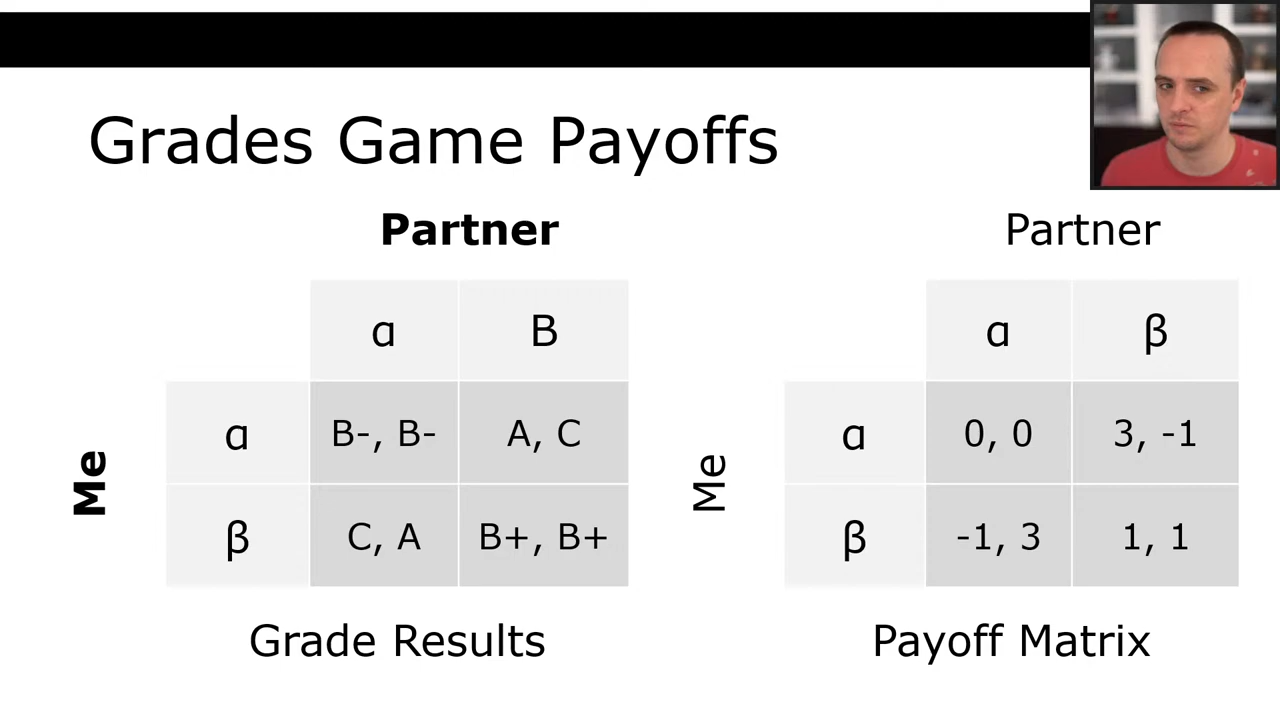 Grades Game Payoffs
Partner
α B
Me
α B-, B- A, C
β C, A B+, B+
Grade Results
Partner
α β
Me
α 0, 0 3, -1
β -1, 3 1, 1
Payoff Matrix